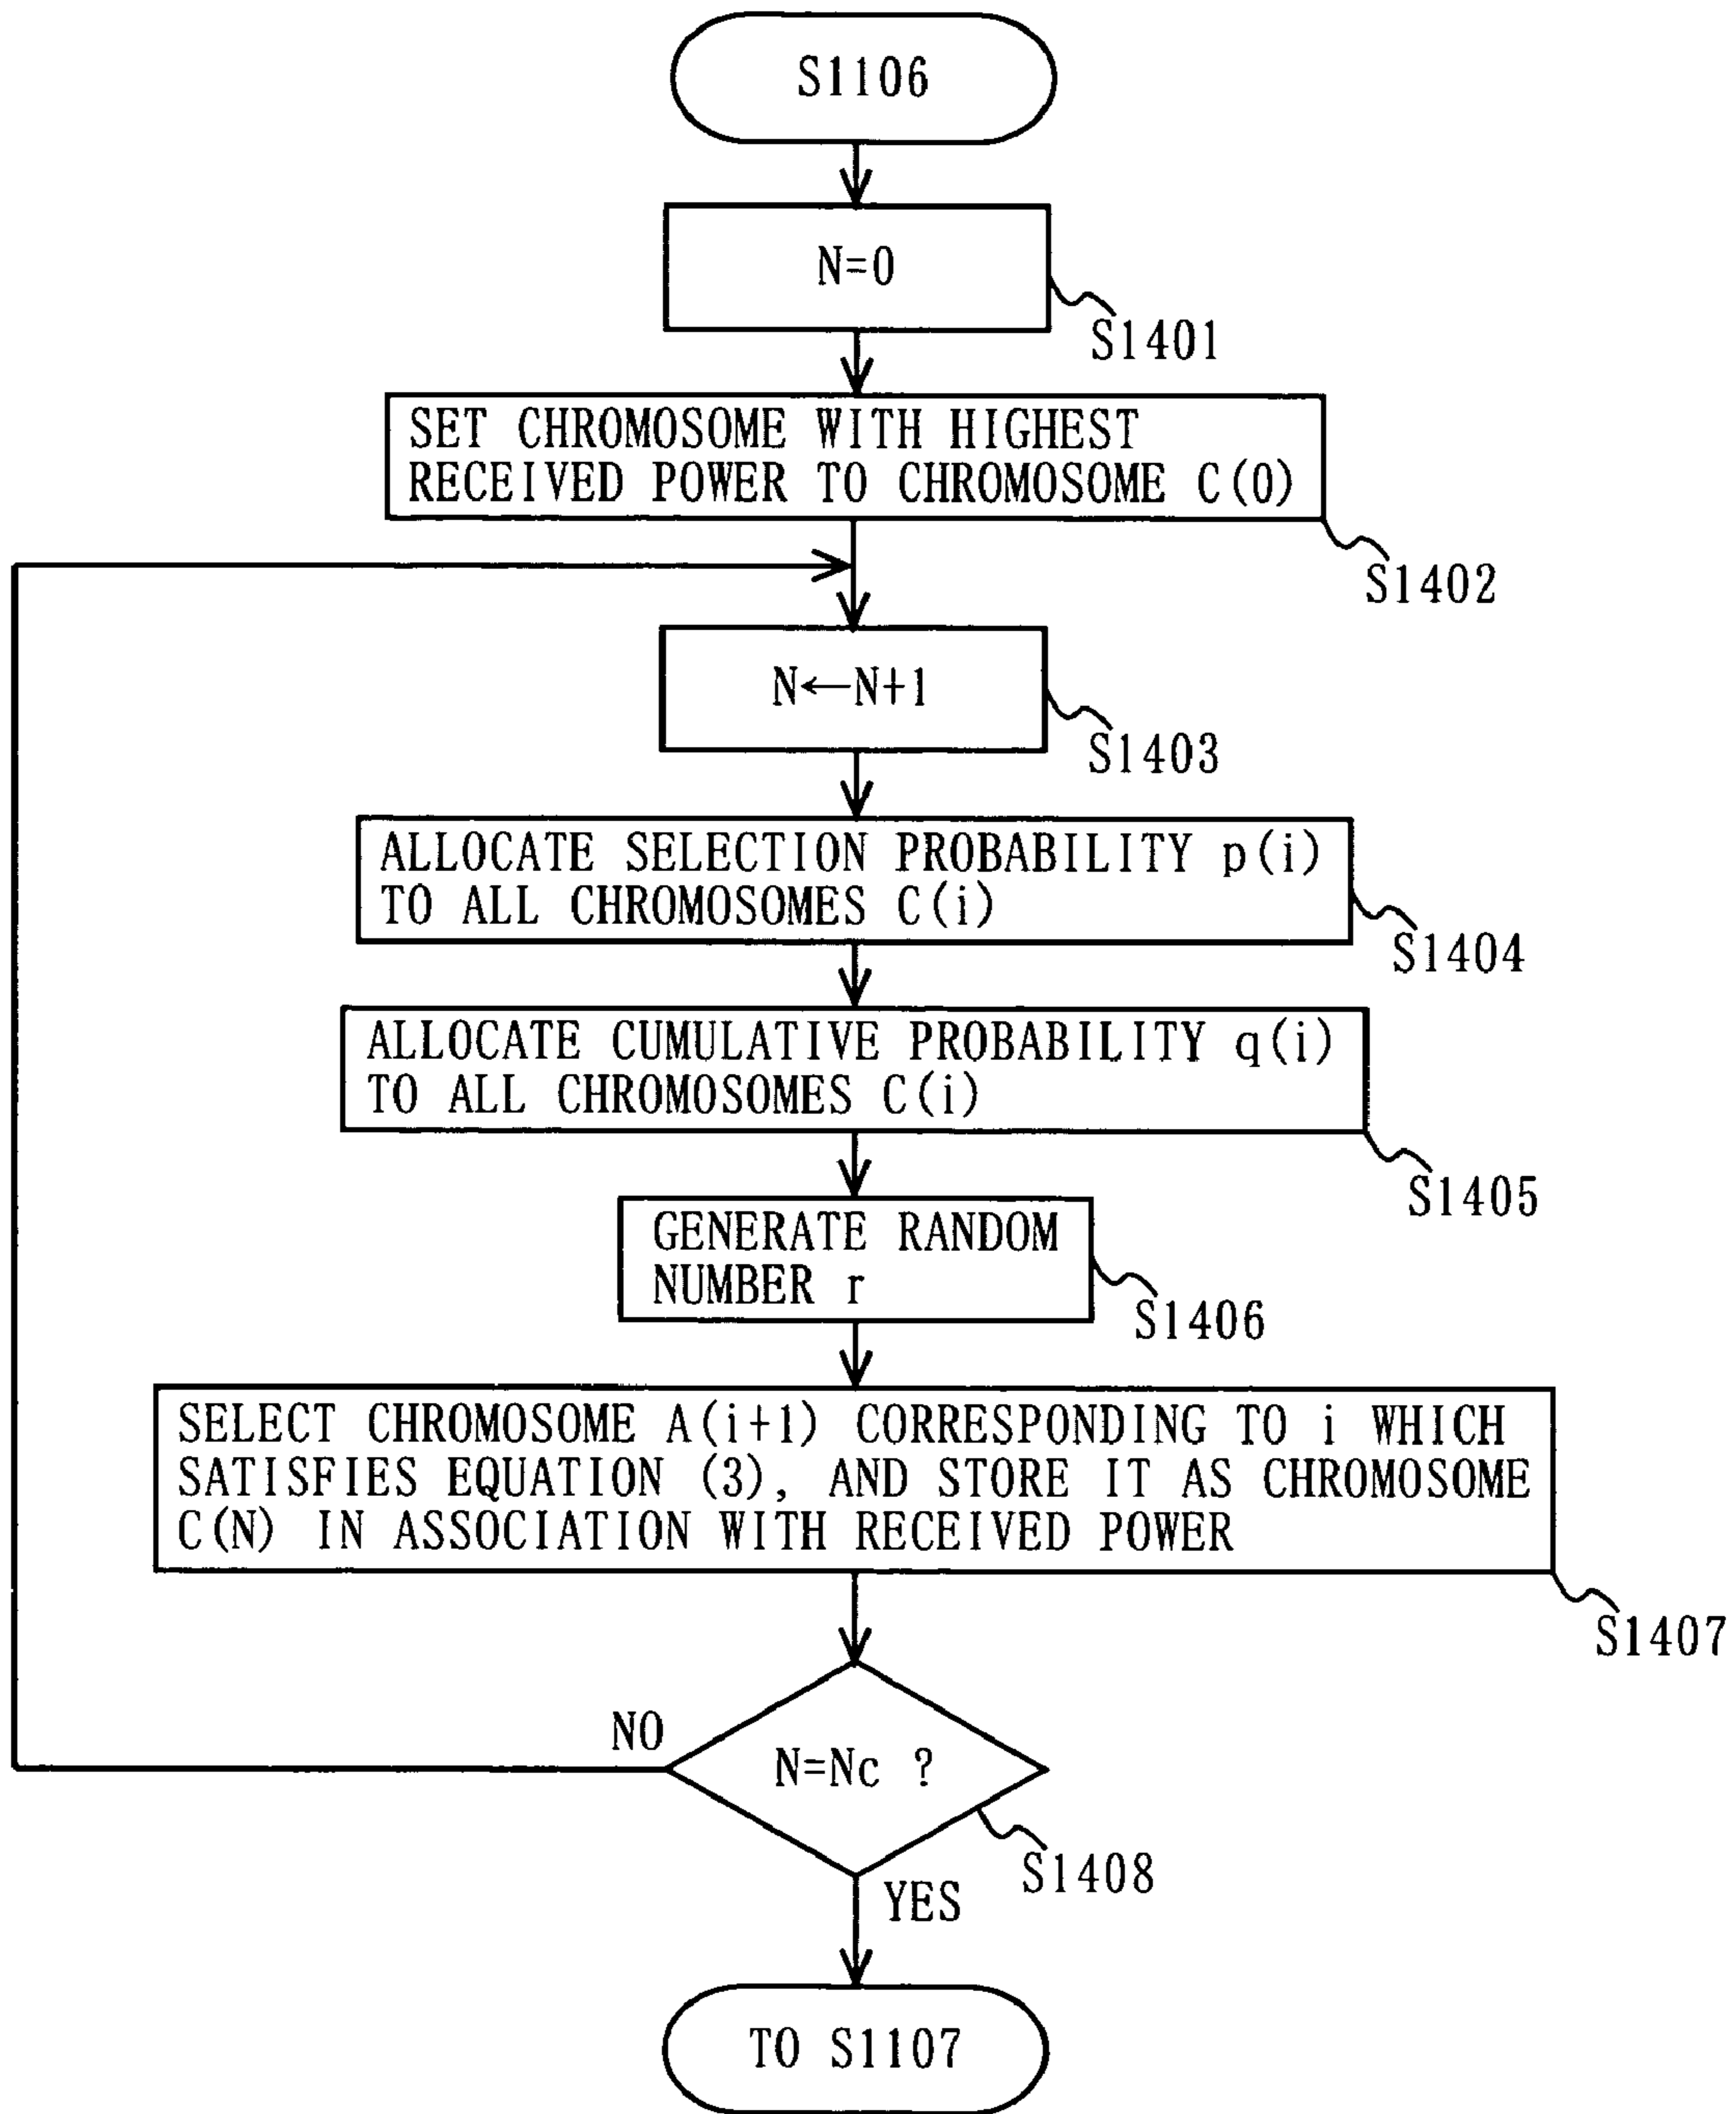 S1106
N=0
S1401
SET CHROMOSOME WITH HIGHEST
RECEIVED POWER TO CHROMOSOME C(0)
S1402
N←N+1
S1403
ALLOCATE SELECTION PROBABILITY p(i)
TO ALL CHROMOSOMES C(i)
S1404
ALLOCATE CUMULATIVE PROBABILITY q(i)
TO ALL CHROMOSOMES C(i)
S1405
GENERATE RANDOM
NUMBER r
S1406
SELECT CHROMOSOME A(i+1) CORRESPONDING TO i WHICH
SATISFIES EQUATION (3), AND STORE IT AS CHROMOSOME
C(N) IN ASSOCIATION WITH RECEIVED POWER
S1407
NO
N=Nc ?
S1408
YES
TO S1107